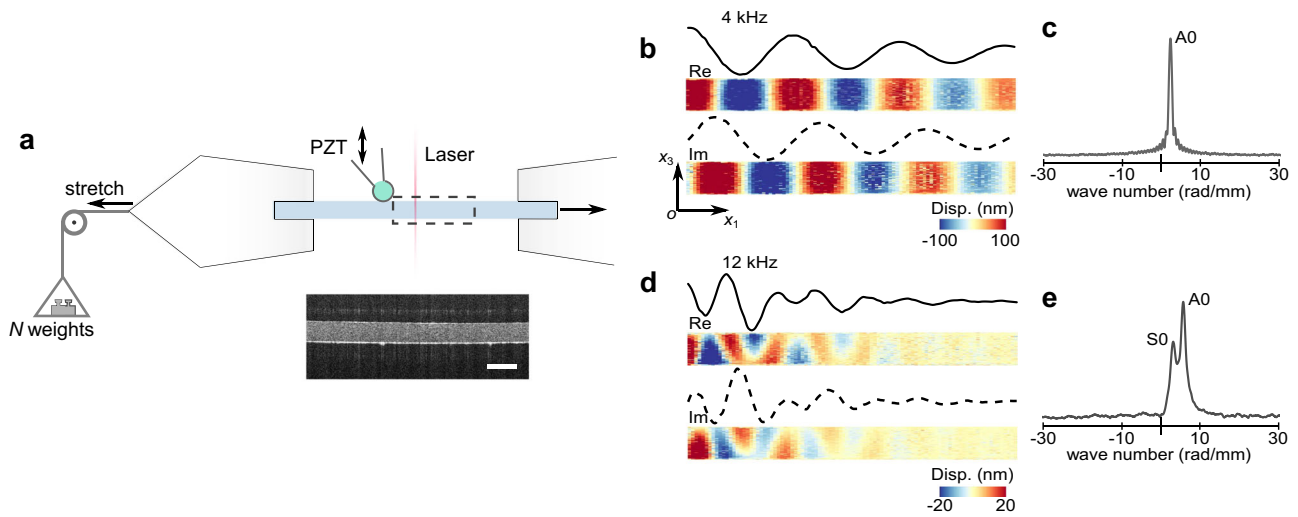 a
stretch
N weights
PZT
Laser
b
4 kHz
Re
Im
x3
o
x1
Disp. (nm)
-100 100
c
A0
-30 -10 10 30
wave number (rad/mm)
d
12 kHz
Re
Im
Disp. (nm)
-20 20
e
S0
A0
-30 -10 10 30
wave number (rad/mm)